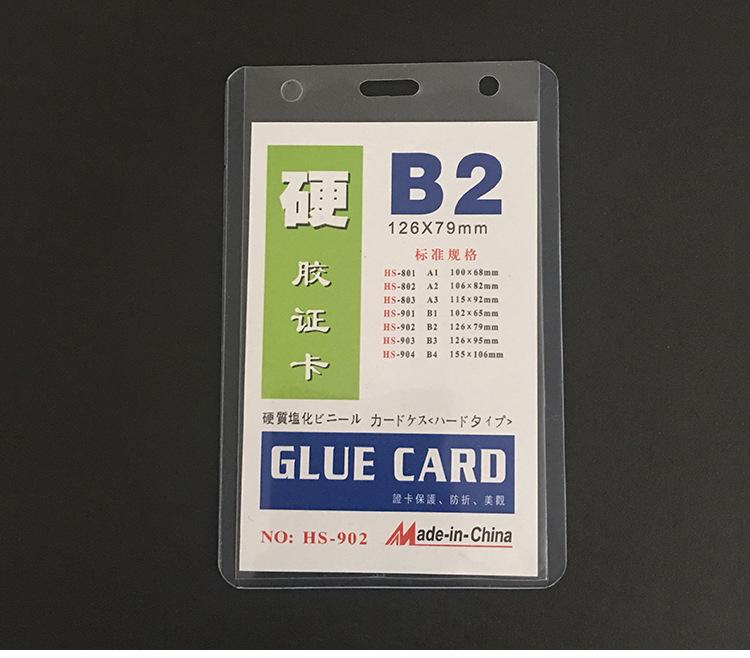 硬
胶
证
卡
B2
126X79mm
标准规格
HS-801 A1 100×68mm
HS-802 A2 106×82mm
HS-803 A3 115×92mm
HS-901 B1 102×65mm
HS-902 B2 126×79mm
HS-903 B3 126×95mm
HS-904 B4 155×106mm
硬質塩化ビニール カードケス<ハードタイプ>
GLUE CARD
證卡保護、防折、美觀
NO: HS-902
Made-in-China